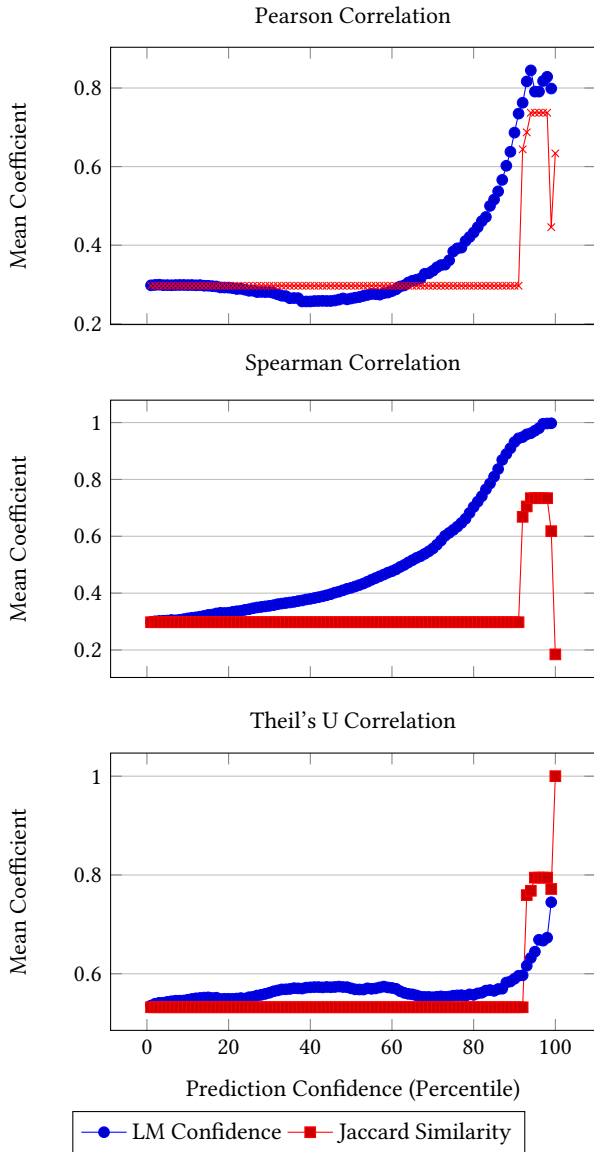 Pearson Correlation
Mean Coefficient
0.8
0.6
0.4
0.2
Spearman Correlation
Mean Coefficient
1
0.8
0.6
0.4
0.2
Theil's U Correlation
Mean Coefficient
1
0.8
0.6
0 20 40 60 80 100
Prediction Confidence (Percentile)
LM Confidence Jaccard Similarity